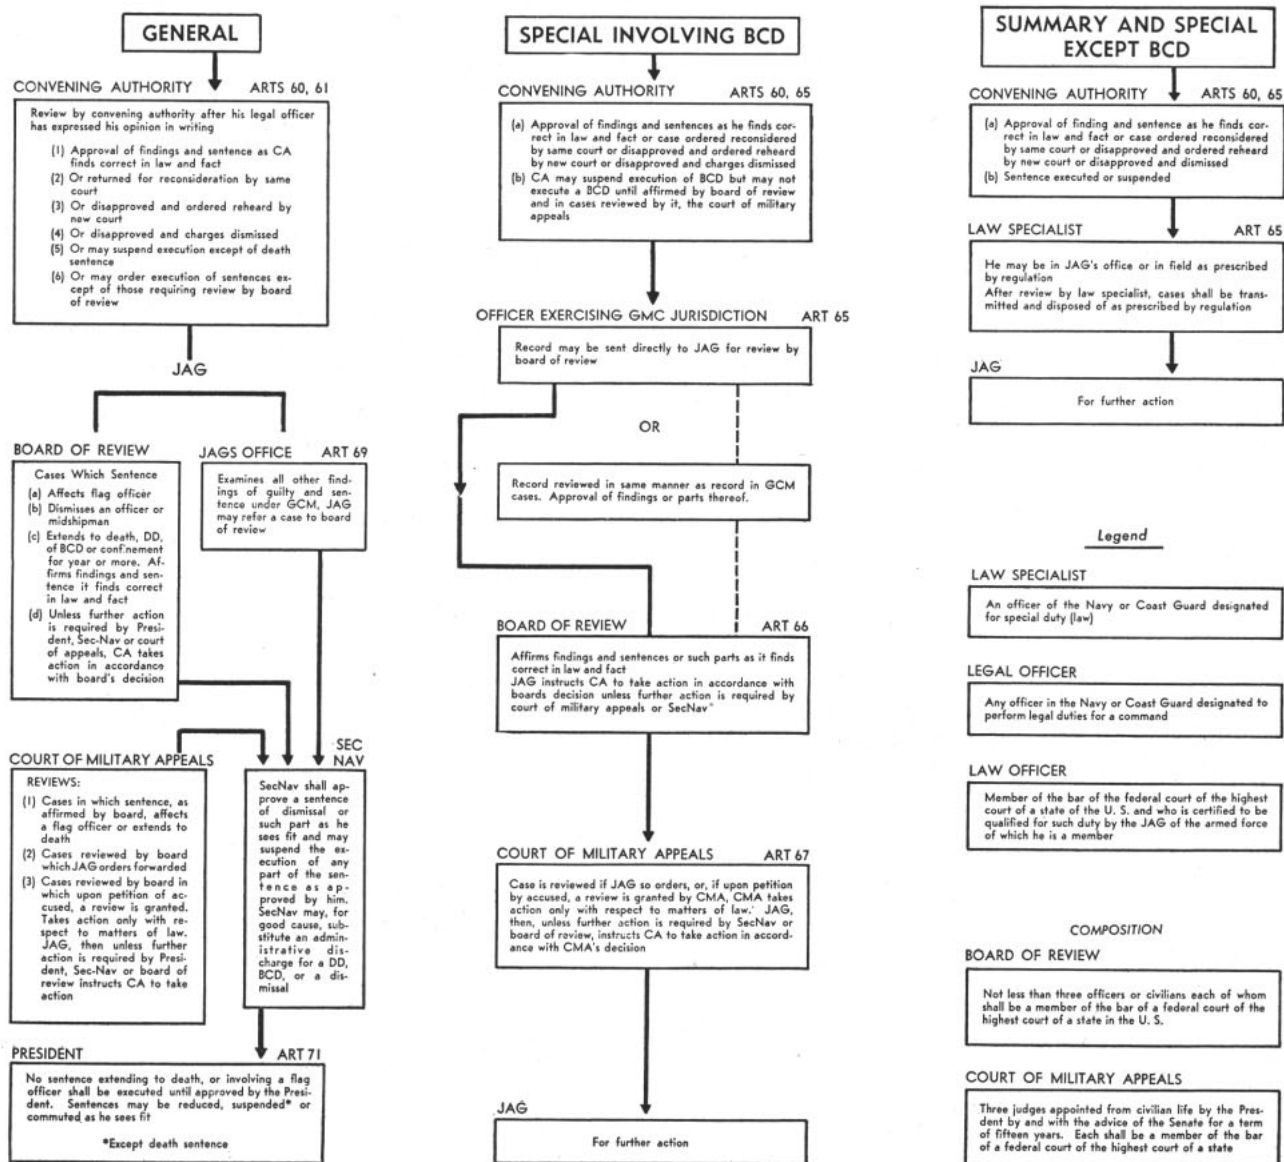 GENERAL
CONVENING AUTHORITY ARTS 60, 61
Review by convening authority after his legal officer
has expressed his opinion in writing
(1) Approval of findings and sentence as CA
finds correct in law and fact
(2) Or returned for reconsideration by same
court
(3) Or disapproved and ordered reheard by
new court
(4) Or disapproved and charges dismissed
(5) Or may suspend execution except of death
sentence
(6) Or may order execution of sentences ex-
cept of those requiring review by board
of review
JAG
BOARD OF REVIEW
Cases Which Sentence
(a) Affects flag officer
(b) Dismisses an officer or
midshipman
(c) Extends to death, DD,
of BCD or confinement
for year or more. Af-
firms findings and sen-
tence it finds correct
in law and fact
(d) Unless further action
is required by Presi-
dent, Sec-Nav or court
of appeals, CA takes
action in accordance
with board's decision
JAGS OFFICE ART 69
Examines all other find-
ings of guilty and sen-
tence under GCM, JAG
may refer a case to board
of review
COURT OF MILITARY APPEALS
REVIEWS:
(1) Cases in which sentence, as
affirmed by board, affects
a flag officer or extends to
death
(2) Cases reviewed by board
which JAG orders forwarded
(3) Cases reviewed by board in
which upon petition of ac-
cused, a review is granted.
Takes action only with re-
spect to matters of law.
JAG, then unless further
action is required by Presi-
dent, Sec-Nav or board of
review instructs CA to take
action
SEC
NAV
SecNav shall ap-
prove a sentence
of dismissal or
such part as he
sees fit and may
suspend the ex-
ecution of any
part of the sen-
tence as ap-
proved by him.
SecNav may, for
good cause, sub-
stitute an admin-
istrative dis-
charge for a DD,
BCD, or a dis-
missal
PRESIDENT ART 71
No sentence extending to death, or involving a flag
officer shall be executed until approved by the Presi-
dent. Sentences may be reduced, suspended* or
commuted as he sees fit
*Except death sentence
SPECIAL INVOLVING BCD
CONVENING AUTHORITY ARTS 60, 65
(a) Approval of findings and sentences as he finds cor-
rect in law and fact or case ordered reconsidered
by same court or disapproved and ordered reheard
by new court or disapproved and charges dismissed
(b) CA may suspend execution of BCD but may not
execute a BCD until affirmed by board of review
and in cases reviewed by it, the court of military
appeals
OFFICER EXERCISING GMC JURISDICTION ART 65
Record may be sent directly to JAG for review by
board of review
OR
Record reviewed in same manner as record in GCM
cases. Approval of findings or parts thereof.
BOARD OF REVIEW ART 66
Affirms findings and sentences or such parts as it finds
correct in law and fact
JAG instructs CA to take action in accordance with
boards decision unless further action is required by
court of military appeals or SecNav
COURT OF MILITARY APPEALS ART 67
Case is reviewed if JAG so orders, or, if upon petition
by accused, a review is granted by CMA, CMA takes
action only with respect to matters of law. JAG,
then, unless further action is required by SecNav or
board of review, instructs CA to take action in accord-
ance with CMA's decision
JAG
For further action
SUMMARY AND SPECIAL
EXCEPT BCD
CONVENING AUTHORITY ARTS 60, 65
(a) Approval of finding and sentence as he finds cor-
rect in law and fact or case ordered reconsidered
by same court or disapproved and ordered reheard
by new court or disapproved and dismissed
(b) Sentence executed or suspended
LAW SPECIALIST ART 65
He may be in JAG's office or in field as prescribed
by regulation
After review by law specialist, cases shall be trans-
mitted and disposed of as prescribed by regulation
JAG
For further action
Legend
LAW SPECIALIST
An officer of the Navy or Coast Guard designated
for special duty (law)
LEGAL OFFICER
Any officer in the Navy or Coast Guard designated to
perform legal duties for a command
LAW OFFICER
Member of the bar of the federal court of the highest
court of a state of the U. S. and who is certified to be
qualified for such duty by the JAG of the armed force
of which he is a member
COMPOSITION
BOARD OF REVIEW
Not less than three officers or civilians each of whom
shall be a member of the bar of a federal court of the
highest court of a state in the U. S.
COURT OF MILITARY APPEALS
Three judges appointed from civilian life by the Pres-
ident by and with the advice of the Senate for a term
of fifteen years. Each shall be a member of the bar
of a federal court of the highest court of a state